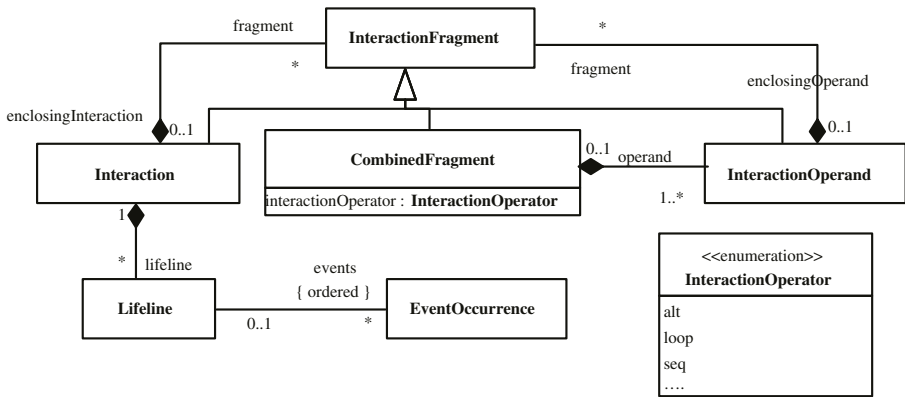 fragment
InteractionFragment
*
*
fragment
enclosingOperand
enclosingInteraction
0..1
0..1
Interaction
CombinedFragment
0..1
operand
InteractionOperand
interactionOperator : InteractionOperator
1..*
1
*
lifeline
events
{ ordered }
<<enumeration>>
InteractionOperator
Lifeline
0..1
*
EventOccurrence
alt
loop
seq
....